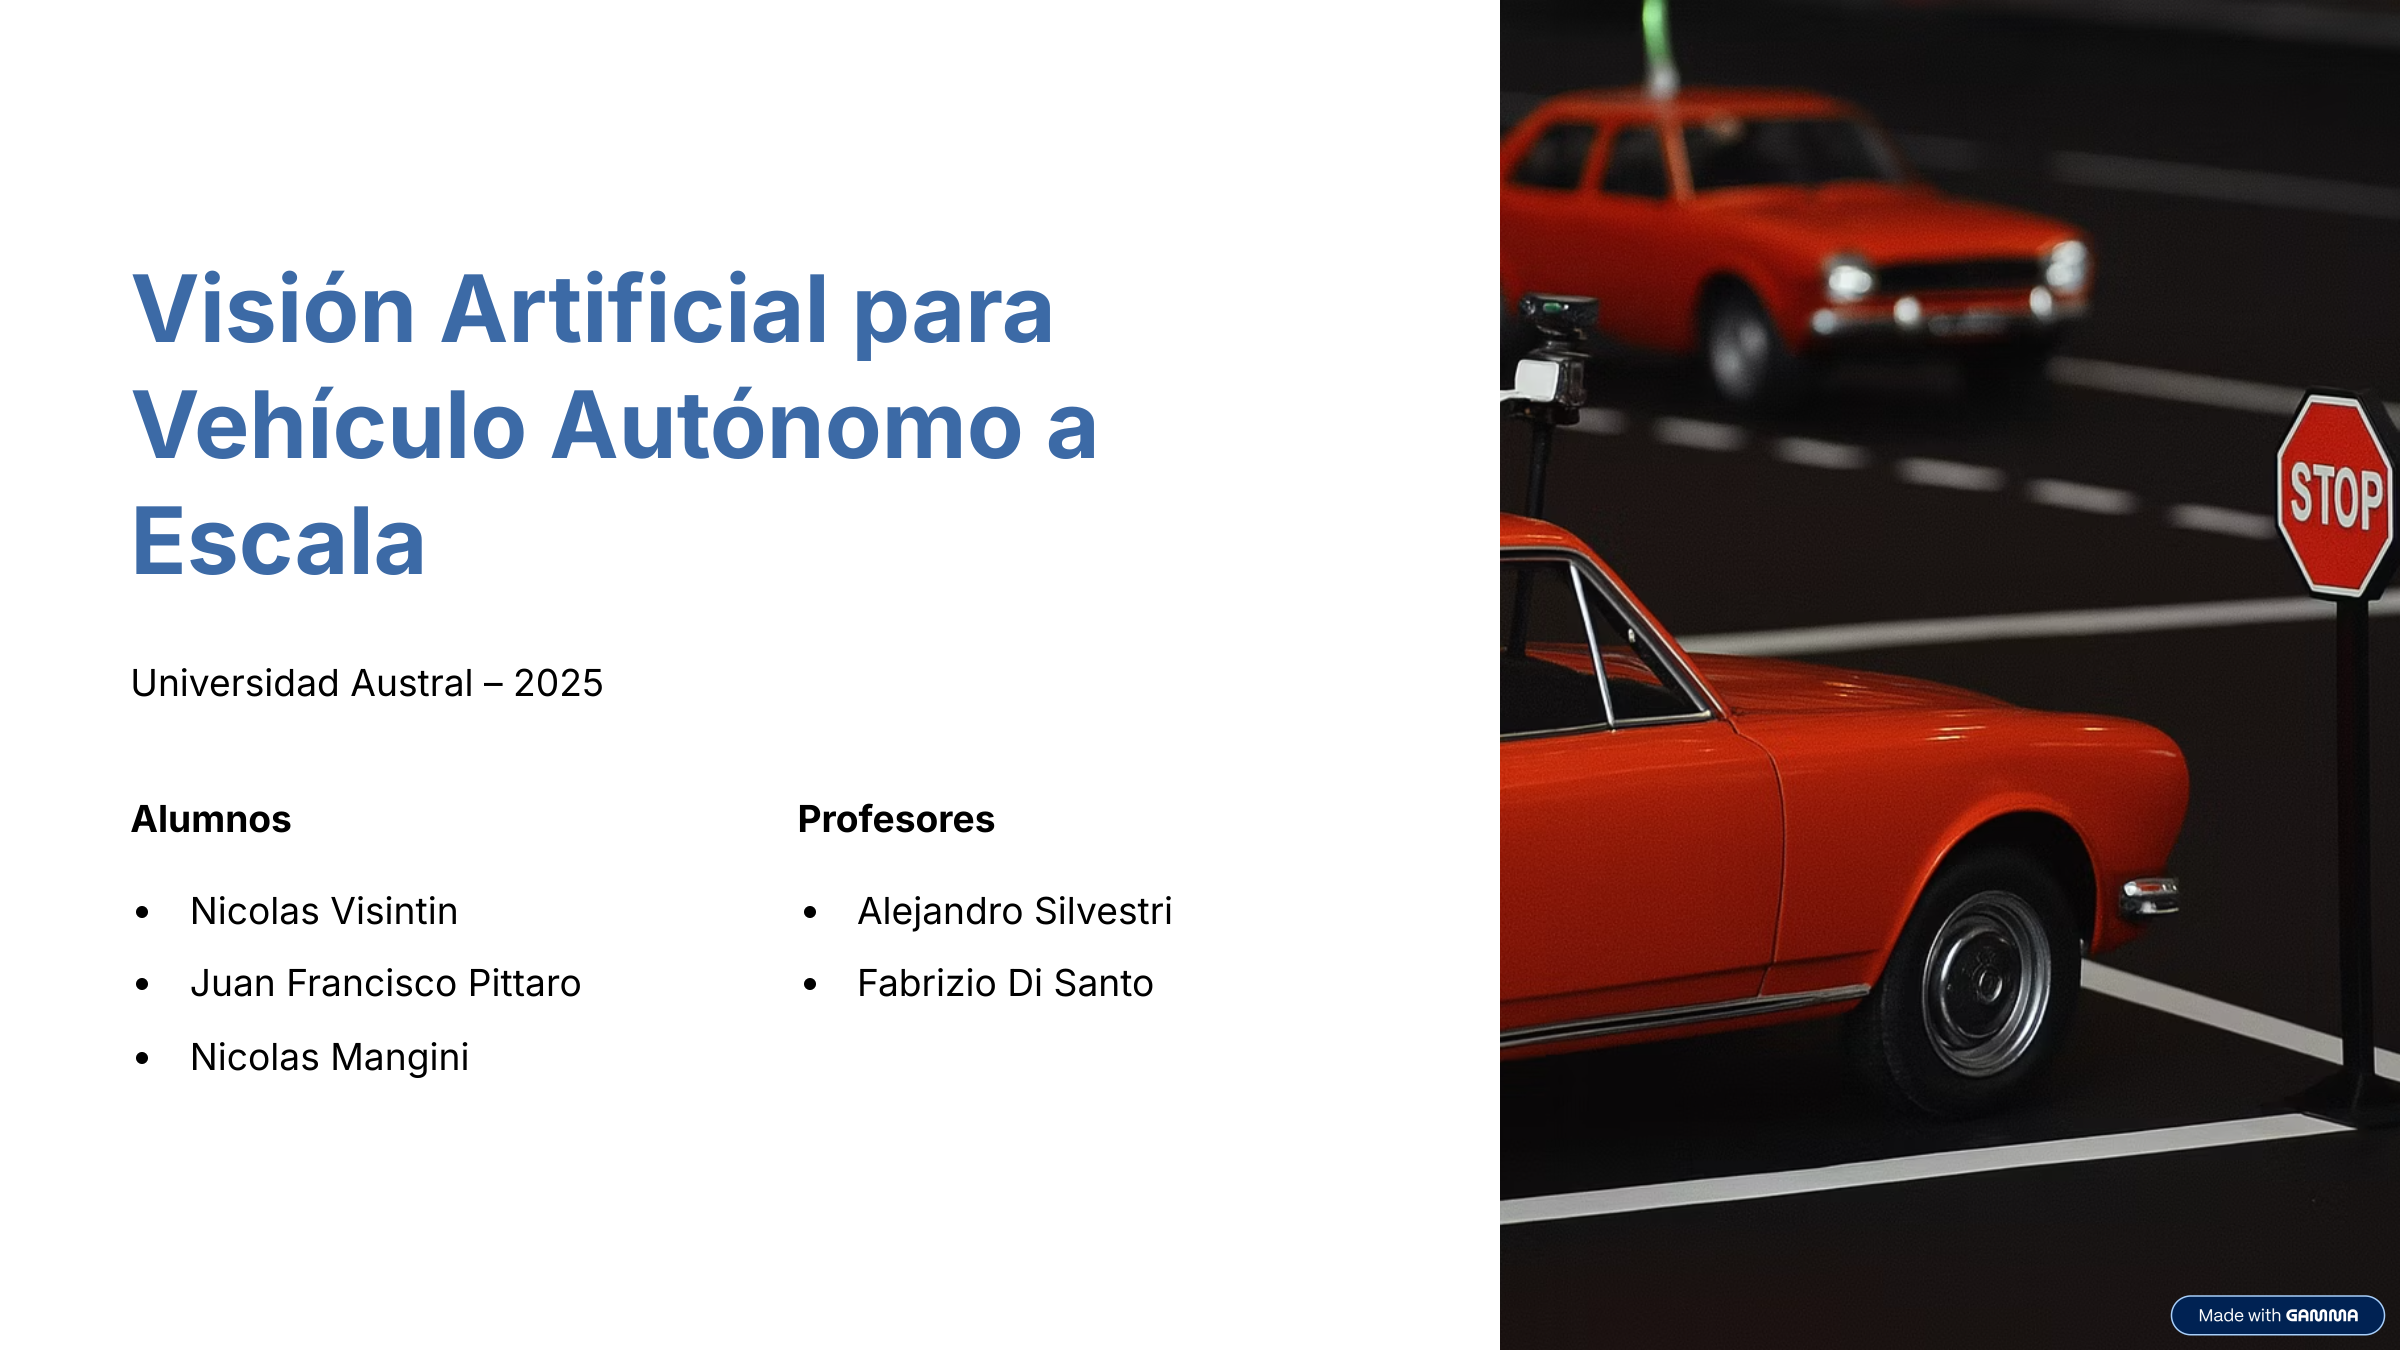 Visión Artificial para
Vehículo Autónomo a
Escala
Universidad Austral – 2025
Alumnos
• Nicolas Visintin
• Juan Francisco Pittaro
• Nicolas Mangini
Profesores
• Alejandro Silvestri
• Fabrizio Di Santo
STOP
Made with GAMMA